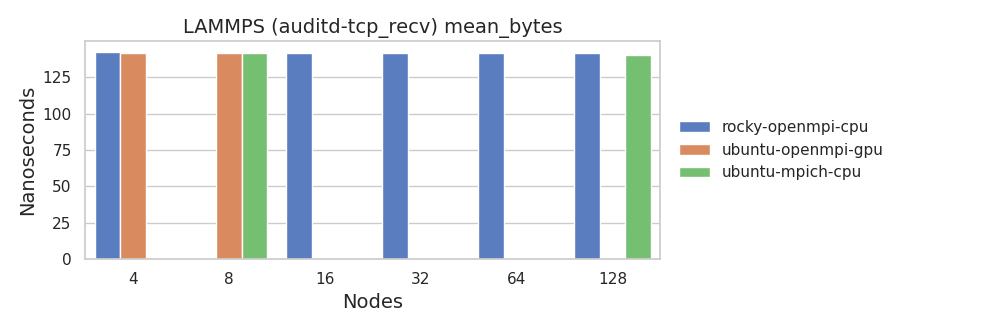 LAMMPS (auditd-tcp_recv) mean_bytes
Nanoseconds
125
100
75
50
25
0
4 8 16 32 64 128
Nodes
rocky-openmpi-cpu
ubuntu-openmpi-gpu
ubuntu-mpich-cpu